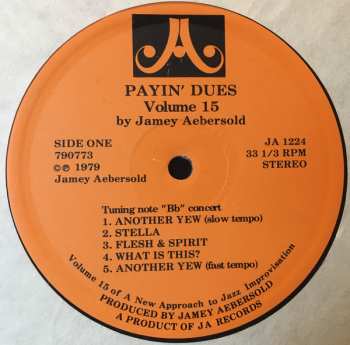 PAYIN' DUES
Volume 15
by Jamey Aebersold
SIDE ONE
790773
©℗ 1979
Jamey Aebersold
JA 1224
33 1/3 RPM
STEREO
Tuning note "Bb" concert
1. ANOTHER YEW (slow tempo)
2. STELLA
3. FLESH & SPIRIT
4. WHAT IS THIS?
5. ANOTHER YEW (fast tempo)
Volume 15 of A New Approach to Jazz Improvisation
PRODUCED BY JAMEY AEBERSOLD
A PRODUCT OF JA RECORDS